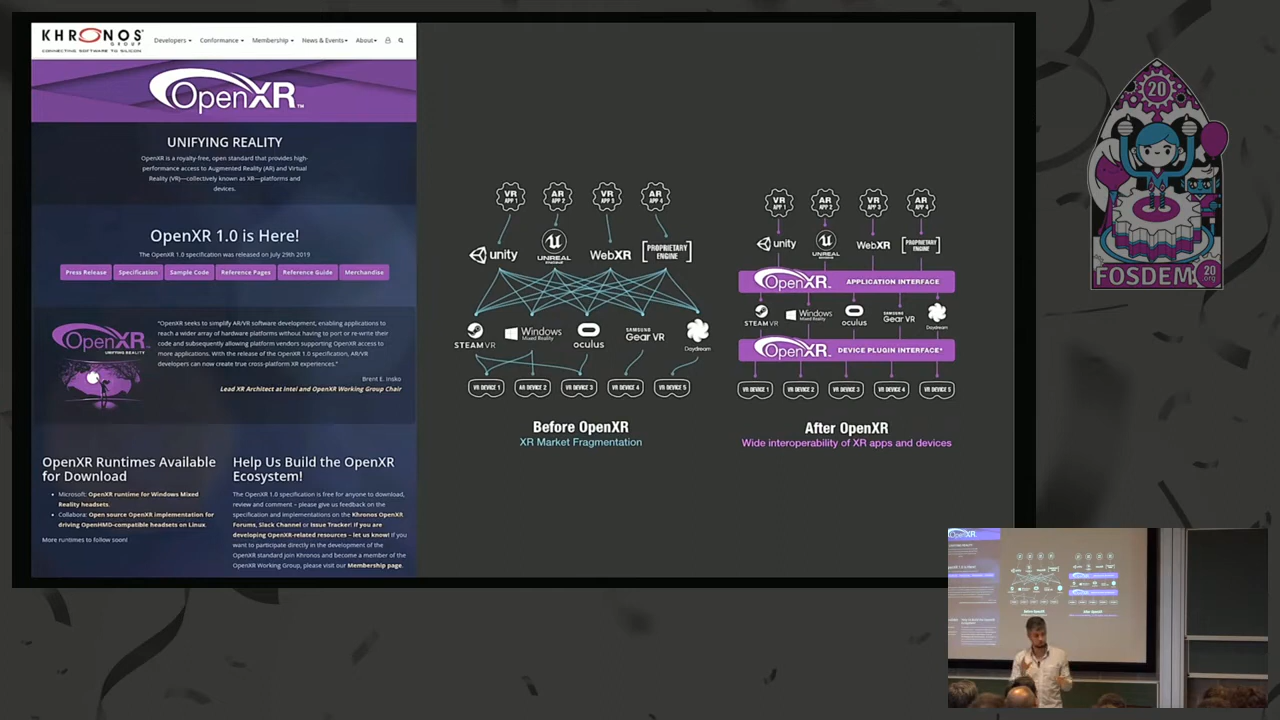 KHRONOS
GROUP
CONNECTING SOFTWARE TO SILICON
Developers Conformance Membership News & Events About
OpenXR™
UNIFYING REALITY
OpenXR is a royalty-free, open standard that provides high-
performance access to Augmented Reality (AR) and Virtual
Reality (VR)—collectively known as XR—platforms and
devices.
OpenXR 1.0 is Here!
The OpenXR 1.0 specification was released on July 29th 2019
Press Release Specification Sample Code Reference Pages Reference Guide Merchandise
OpenXR™
UNIFYING REALITY
"OpenXR seeks to simplify AR/VR software development, enabling applications to
reach a wider array of hardware platforms without having to port or re-write their
code and subsequently allowing platform vendors supporting OpenXR access to
more applications. With the release of the OpenXR 1.0 specification, AR/VR
developers can now create true cross-platform XR experiences."
Brent E. Insko
Lead XR Architect at Intel and OpenXR Working Group Chair
OpenXR Runtimes Available
for Download
Microsoft: OpenXR runtime for Windows Mixed
Reality headsets.
Collabora: Open source OpenXR implementation for
driving OpenHMD-compatible headsets on Linux.
More runtimes to follow soon!
Help Us Build the OpenXR
Ecosystem!
The OpenXR 1.0 specification is free for anyone to download,
review and comment – please give us feedback on the
specification and implementations on the Khronos OpenXR
Forums, Slack Channel or Issue Tracker! If you are
developing OpenXR-related resources – let us know! If you
want to participate directly in the development of the
OpenXR standard join Khronos and become a member of the
OpenXR Working Group, please visit our Membership page.
VR APP 1 AR APP 2 VR APP 3 AR APP 4
unity UNREAL ENGINE WebXR PROPRIETARY ENGINE
STEAM VR Windows Mixed Reality oculus SAMSUNG Gear VR Daydream
VR DEVICE 1 AR DEVICE 2 VR DEVICE 3 VR DEVICE 4 VR DEVICE 5
Before OpenXR
XR Market Fragmentation
VR APP 1 AR APP 2 VR APP 3 AR APP 4
unity UNREAL ENGINE WebXR PROPRIETARY ENGINE
OpenXR™ APPLICATION INTERFACE
STEAM VR Windows Mixed Reality oculus SAMSUNG Gear VR Daydream
OpenXR™ DEVICE PLUGIN INTERFACE*
VR DEVICE 1 VR DEVICE 2 VR DEVICE 3 VR DEVICE 4 VR DEVICE 5
After OpenXR
Wide interoperability of XR apps and devices
20
FOSDEM 20
.org